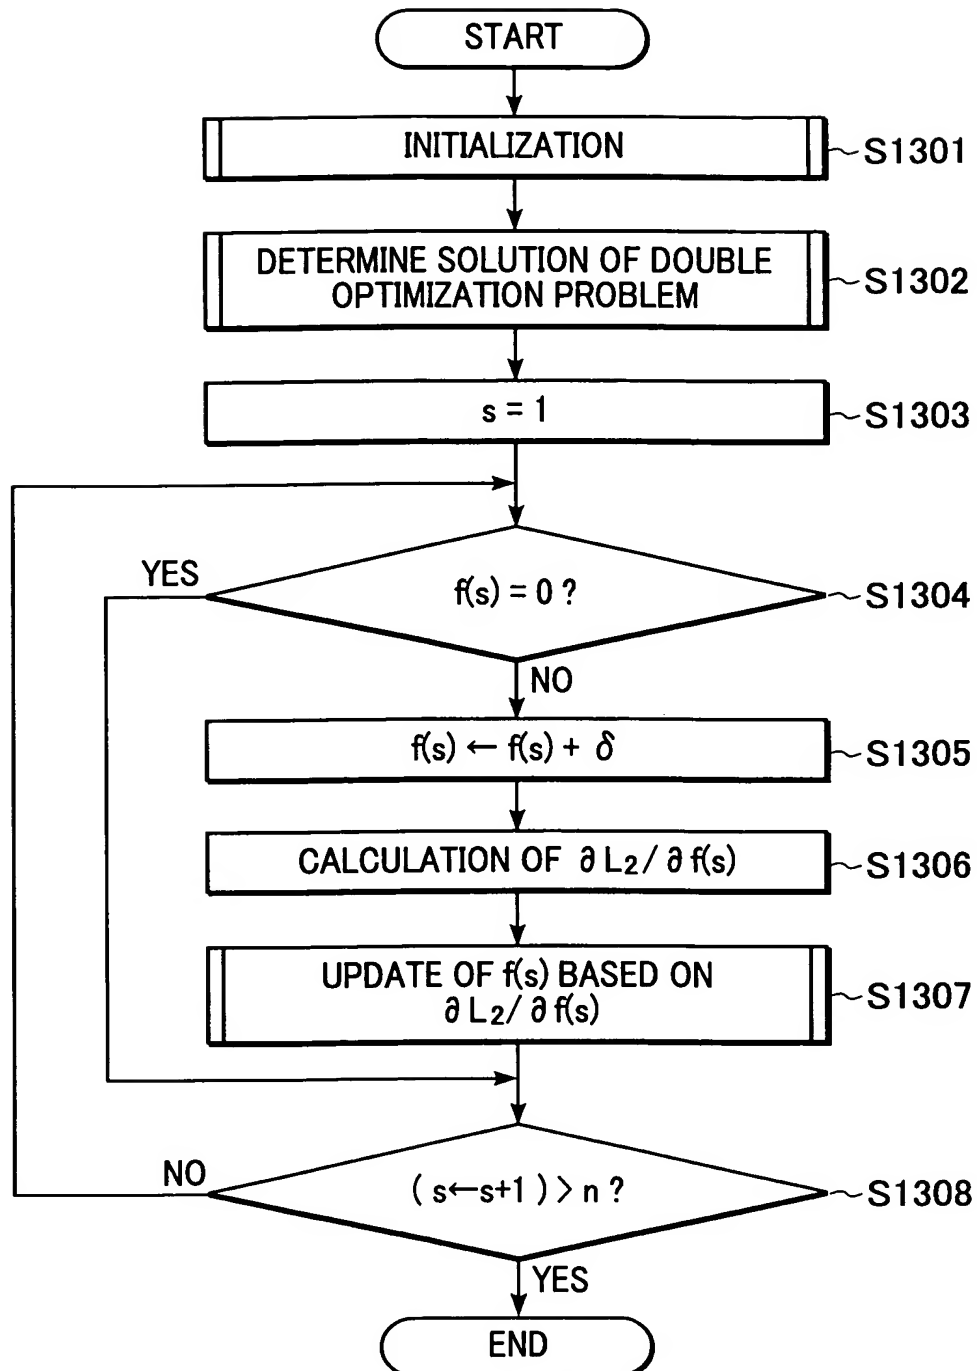 START
INITIALIZATION
S1301
DETERMINE SOLUTION OF DOUBLE
OPTIMIZATION PROBLEM
S1302
s = 1
S1303
YES
f(s) = 0 ?
S1304
NO
f(s) ← f(s) + δ
S1305
CALCULATION OF ∂ L₂ / ∂ f(s)
S1306
UPDATE OF f(s) BASED ON
∂ L₂ / ∂ f(s)
S1307
NO
( s←s+1 ) > n ?
S1308
YES
END